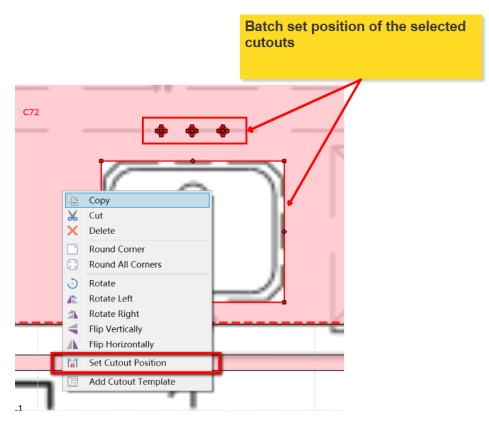 Batch set position of the selected
cutouts
C72
Copy
Cut
Delete
Round Corner
Round All Corners
Rotate
Rotate Left
Rotate Right
Flip Vertically
Flip Horizontally
Set Cutout Position
Add Cutout Template
_1